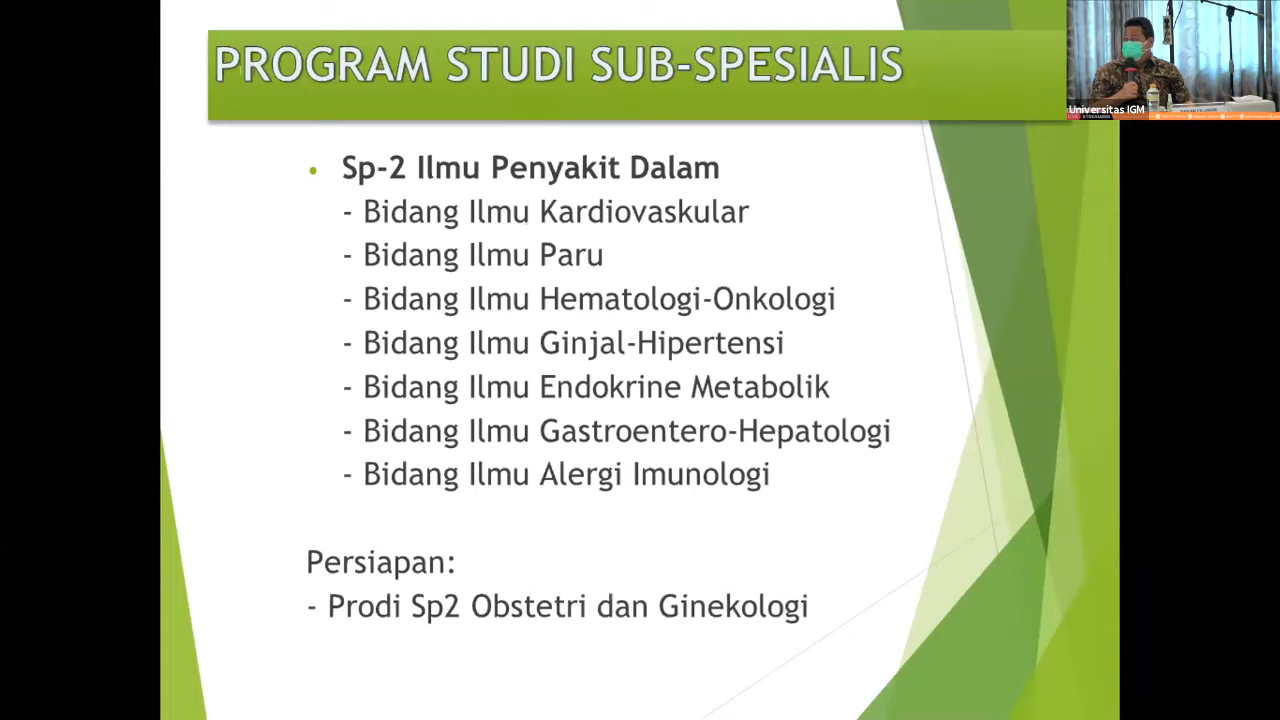 PROGRAM STUDI SUB-SPESIALIS
Universitas IGM
LIVE STREAMING
• Sp-2 Ilmu Penyakit Dalam
- Bidang Ilmu Kardiovaskular
- Bidang Ilmu Paru
- Bidang Ilmu Hematologi-Onkologi
- Bidang Ilmu Ginjal-Hipertensi
- Bidang Ilmu Endokrine Metabolik
- Bidang Ilmu Gastroentero-Hepatologi
- Bidang Ilmu Alergi Imunologi
Persiapan:
- Prodi Sp2 Obstetri dan Ginekologi